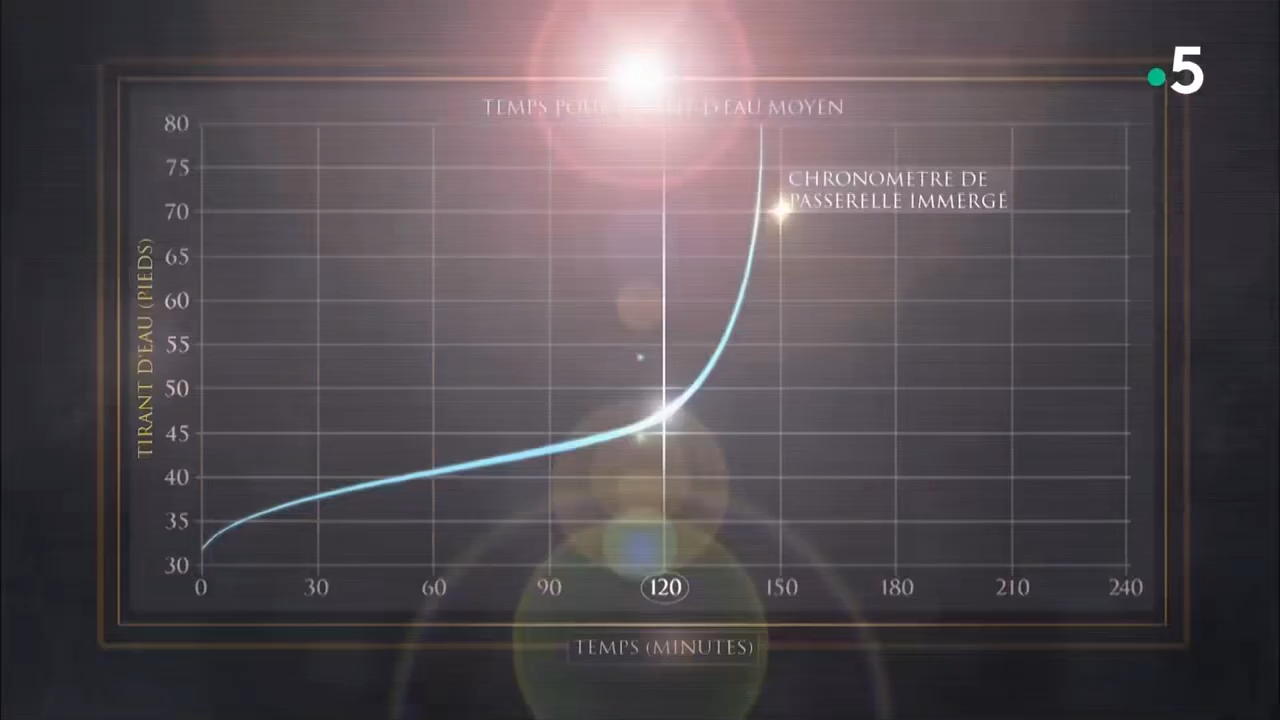 5
TEMPS D'EAU MOYEN
80
75
70
65
60
55
50
45
40
35
30
CHRONOMETRE DE
PASSERELLE IMMERGÉ
TIRANT D'EAU (PIEDS)
0 30 60 90 120 150 180 210 240
TEMPS (MINUTES)